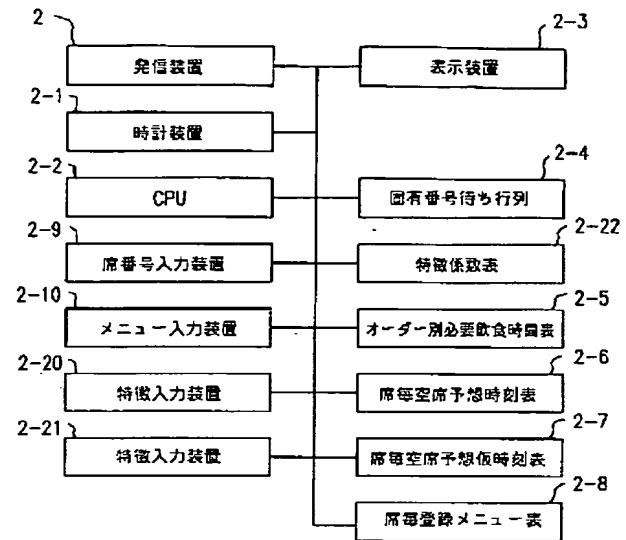 2
発信装置
2-3
表示装置
2-1
時計装置
2-2
CPU
2-4
固有番号待ち行列
2-9
席番号入力装置
2-22
特徴係数表
2-10
メニュー入力装置
2-5
オーダー別必要飲食時間表
2-20
特徴入力装置
2-6
席毎空席予想時刻表
2-21
特徴入力装置
2-7
席毎空席予想仮時刻表
2-8
席毎登録メニュー表